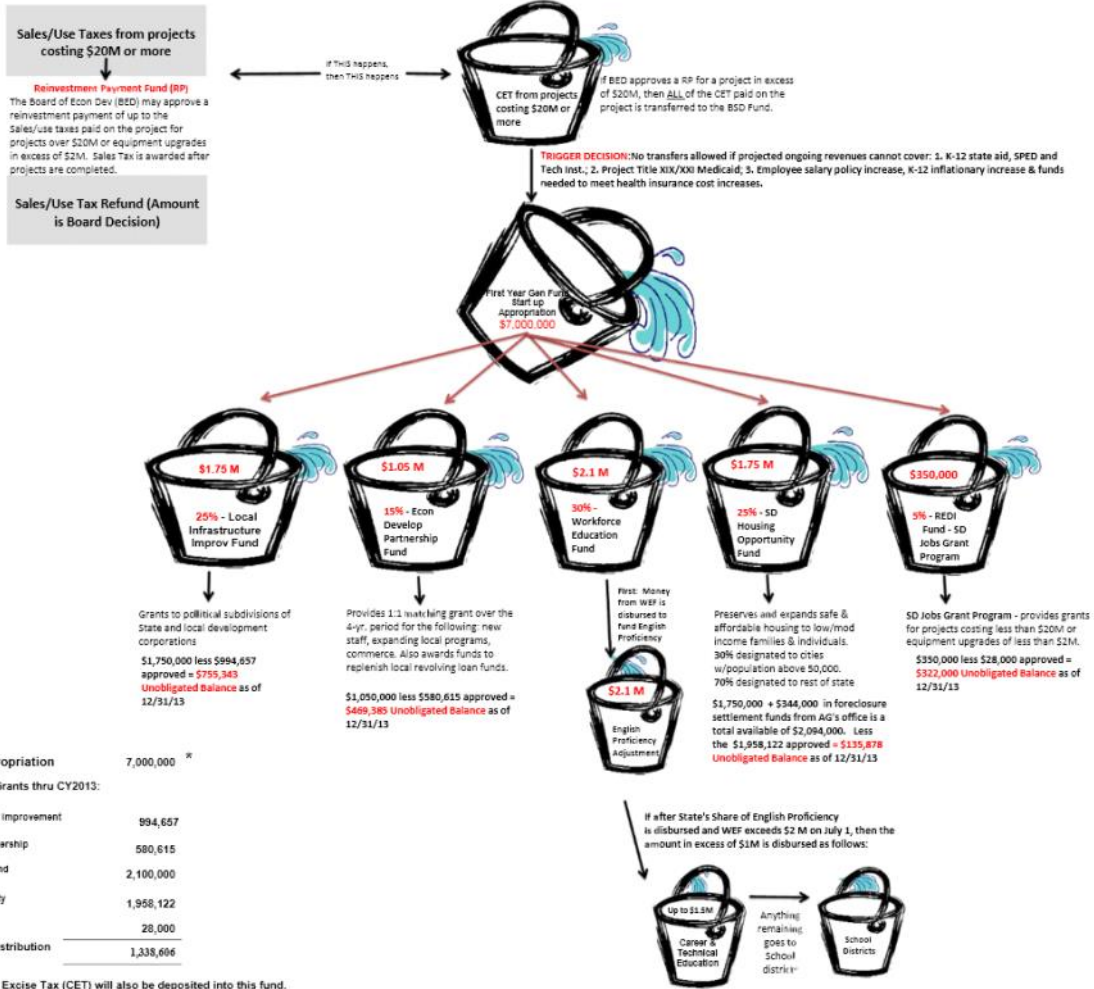 Sales/Use Taxes from projects
costing $20M or more
Reinvestment Payment Fund (RP)
The Board of Econ Dev (BED) may approve a
reinvestment payment of up to the
Sales/use taxes paid on the project for
projects over $20M or equipment upgrades
in excess of $2M. Sales Tax is awarded after
projects are completed.
Sales/Use Tax Refund (Amount
is Board Decision)
If THIS happens,
then THIS happens
CET from projects
costing $20M or
more
If BED approves a RP for a project in excess
of $20M, then ALL of the CET paid on the
project is transferred to the BSD Fund.
TRIGGER DECISION:No transfers allowed if projected ongoing revenues cannot cover: 1. K-12 state aid, SPED and
Tech Inst.; 2. Project Title XIX/XXI Medicaid; 3. Employee salary policy increase, K-12 inflationary increase & funds
needed to meet health insurance cost increases.
First Year Gen Fund
Start up
Appropriation
$7,000,000
$1.75 M
25% - Local
Infrastructure
Improv Fund
Grants to political subdivisions of
State and local development
corporations
$1,750,000 less $994,657
approved = $755,343
Unobligated Balance as of
12/31/13
$1.05 M
15% - Econ
Develop
Partnership
Fund
Provides 1:1 matching grant over the
4-yr. period for the following: new
staff, expanding local programs,
commerce. Also awards funds to
replenish local revolving loan funds.
$1,050,000 less $580,615 approved =
$469,385 Unobligated Balance as of
12/31/13
$2.1 M
30% -
Workforce
Education
Fund
First: Money
from WEF is
disbursed to
fund English
Proficiency
$2.1 M
English
Proficiency
Adjustment
$1.75 M
25% - SD
Housing
Opportunity
Fund
Preserves and expands safe &
affordable housing to low/mod
income families & individuals.
30% designated to cities
w/population above 50,000.
70% designated to rest of state
$1,750,000 + $344,000 in foreclosure
settlement funds from AG's office is a
total available of $2,094,000. Less
the $1,958,122 approved = $135,878
Unobligated Balance as of 12/31/13
$350,000
5% - REDI
Fund - SD
Jobs Grant
Program
SD Jobs Grant Program - provides grants
for projects costing less than $20M or
equipment upgrades of less than $2M.
$350,000 less $28,000 approved =
$322,000 Unobligated Balance as of
12/31/13
If after State's Share of English Proficiency
is disbursed and WEF exceeds $2 M on July 1, then the
amount in excess of $1M is disbursed as follows:
Up to $1.5M
Career &
Technical
Education
Anything
remaining
goes to
School
district
School
Districts
ropriation 7,000,000 *
Grants thru CY2013:
Improvement 994,657
ership 580,615
nd 2,100,000
ty 1,958,122
28,000
stribution 1,338,606
Excise Tax (CET) will also be deposited into this fund.